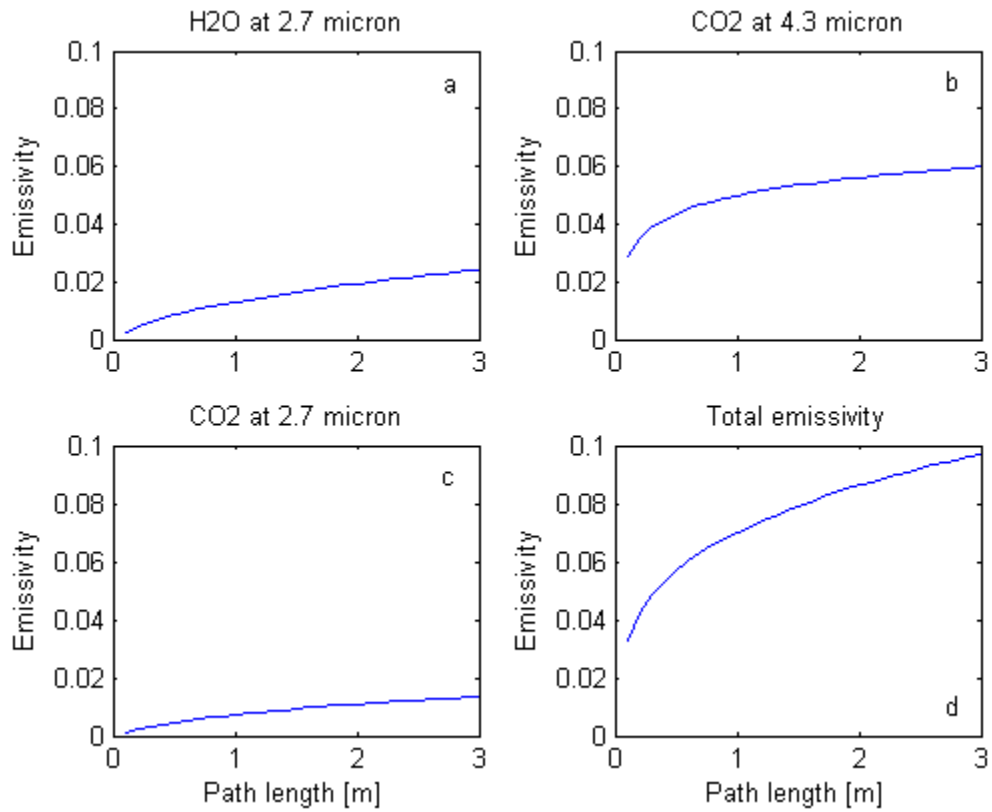 H2O at 2.7 micron
0.1
0.08
0.06
0.04
0.02
0
Emissivity
a
0 1 2 3
CO2 at 4.3 micron
0.1
0.08
0.06
0.04
0.02
0
Emissivity
b
0 1 2 3
CO2 at 2.7 micron
0.1
0.08
0.06
0.04
0.02
0
Emissivity
c
0 1 2 3
Path length [m]
Total emissivity
0.1
0.08
0.06
0.04
0.02
0
Emissivity
d
0 1 2 3
Path length [m]